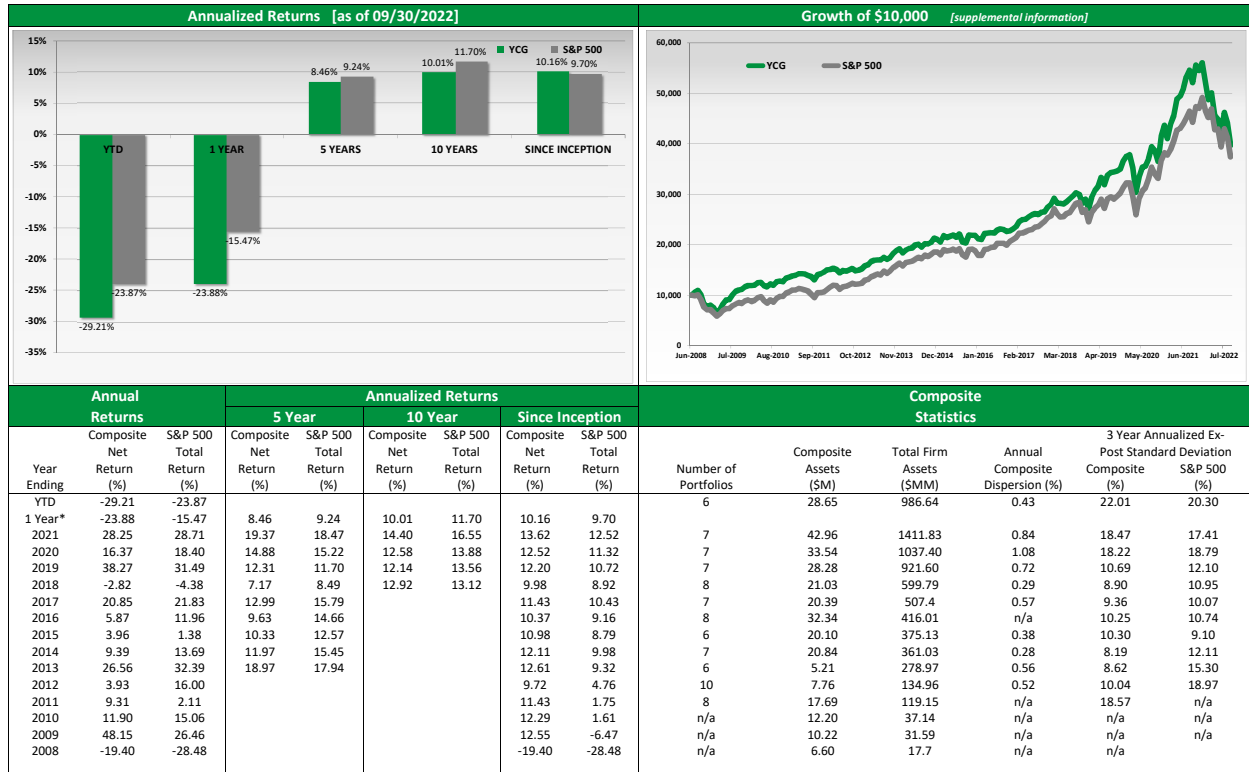 Annualized Returns [as of 09/30/2022]
15%
10%
5%
0%
-5%
-10%
-15%
-20%
-25%
-30%
-35%
YCG
S&P 500
-29.21%
-23.87%
-23.88%
-15.47%
8.46%
9.24%
10.01%
11.70%
10.16%
9.70%
YTD
1 YEAR
5 YEARS
10 YEARS
SINCE INCEPTION
Growth of $10,000 [supplemental information]
60,000
50,000
40,000
30,000
20,000
10,000
0
YCG
S&P 500
Jun-2008 Jul-2009 Aug-2010 Sep-2011 Oct-2012 Nov-2013 Dec-2014 Jan-2016 Feb-2017 Mar-2018 Apr-2019 May-2020 Jun-2021 Jul-2022
Annual Returns
Annualized Returns
5 Year 10 Year Since Inception
Composite Statistics
Year Ending
Composite Net Return (%)
S&P 500 Total Return (%)
Composite Net Return (%)
S&P 500 Total Return (%)
Composite Net Return (%)
S&P 500 Total Return (%)
Composite Net Return (%)
S&P 500 Total Return (%)
Number of Portfolios
Composite Assets ($M)
Total Firm Assets ($MM)
Annual Composite Dispersion (%)
3 Year Annualized Ex-Post Standard Deviation
Composite (%)
S&P 500 (%)
YTD -29.21 -23.87 6 28.65 986.64 0.43 22.01 20.30
1 Year* -23.88 -15.47 8.46 9.24 10.01 11.70 10.16 9.70
2021 28.25 28.71 19.37 18.47 14.40 16.55 13.62 12.52 7 42.96 1411.83 0.84 18.47 17.41
2020 16.37 18.40 14.88 15.22 12.58 13.88 12.52 11.32 7 33.54 1037.40 1.08 18.22 18.79
2019 38.27 31.49 12.31 11.70 12.14 13.56 12.20 10.72 7 28.28 921.60 0.72 10.69 12.10
2018 -2.82 -4.38 7.17 8.49 12.92 13.12 9.98 8.92 8 21.03 599.79 0.29 8.90 10.95
2017 20.85 21.83 12.99 15.79 11.43 10.43 7 20.39 507.4 0.57 9.36 10.07
2016 5.87 11.96 9.63 14.66 10.37 9.16 8 32.34 416.01 n/a 10.25 10.74
2015 3.96 1.38 10.33 12.57 10.98 8.79 6 20.10 375.13 0.38 10.30 9.10
2014 9.39 13.69 11.97 15.45 12.11 9.98 7 20.84 361.03 0.28 8.19 12.11
2013 26.56 32.39 18.97 17.94 12.61 9.32 6 5.21 278.97 0.56 8.62 15.30
2012 3.93 16.00 9.72 4.76 10 7.76 134.96 0.52 10.04 18.97
2011 9.31 2.11 11.43 1.75 8 17.69 119.15 n/a 18.57 n/a
2010 11.90 15.06 12.29 1.61 n/a 12.20 37.14 n/a n/a n/a
2009 48.15 26.46 12.55 -6.47 n/a 10.22 31.59 n/a n/a n/a
2008 -19.40 -28.48 -19.40 -28.48 n/a 6.60 17.7 n/a n/a